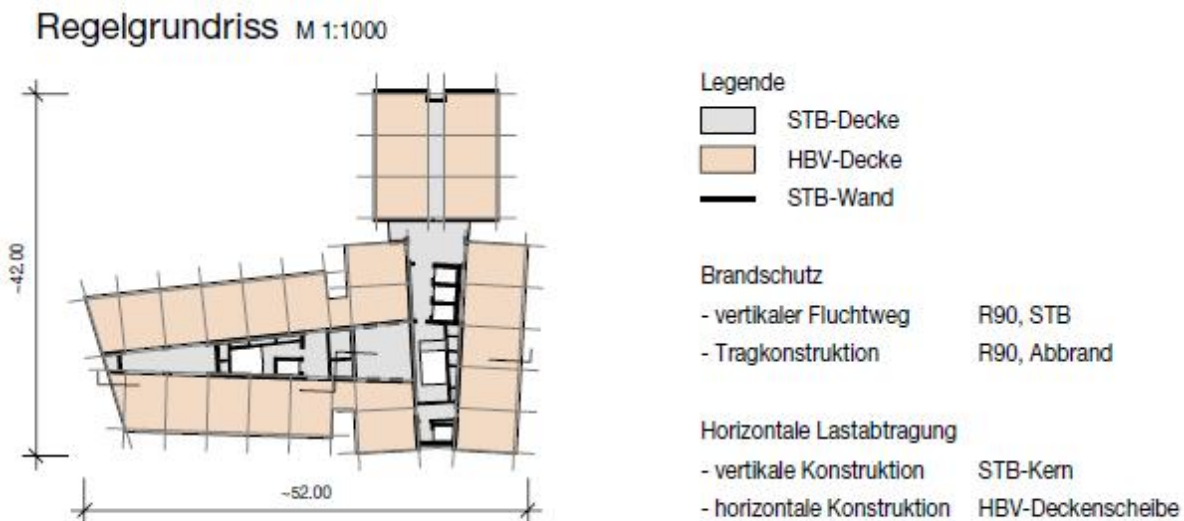 Regelgrundriss M 1:1000
~42.00
~52.00
Legende
STB-Decke
HBV-Decke
STB-Wand
Brandschutz
- vertikaler Fluchtweg R90, STB
- Tragkonstruktion R90, Abbrand
Horizontale Lastabtragung
- vertikale Konstruktion STB-Kern
- horizontale Konstruktion HBV-Deckenscheibe